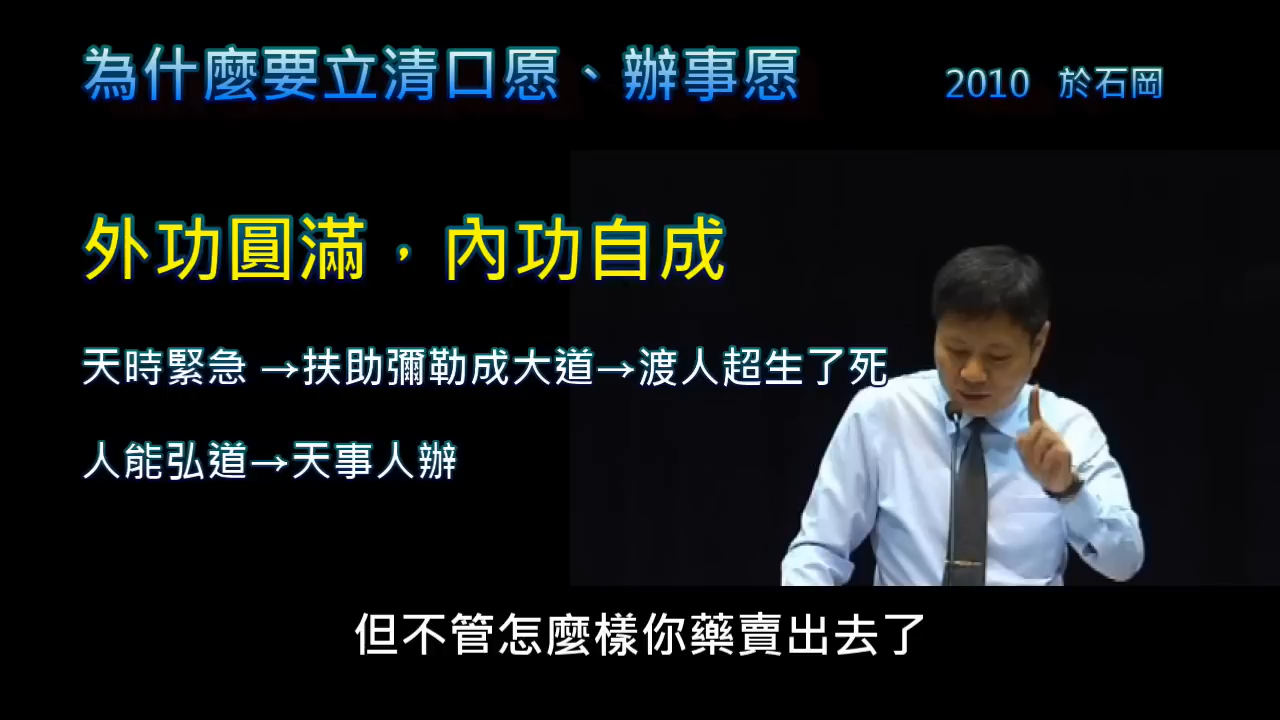 為什麼要立清口愿、辦事愿
2010 於石岡
外功圓滿，內功自成
天時緊急→扶助彌勒成大道→渡人超生了死
人能弘道→天事人辦
但不管怎麼樣你藥賣出去了